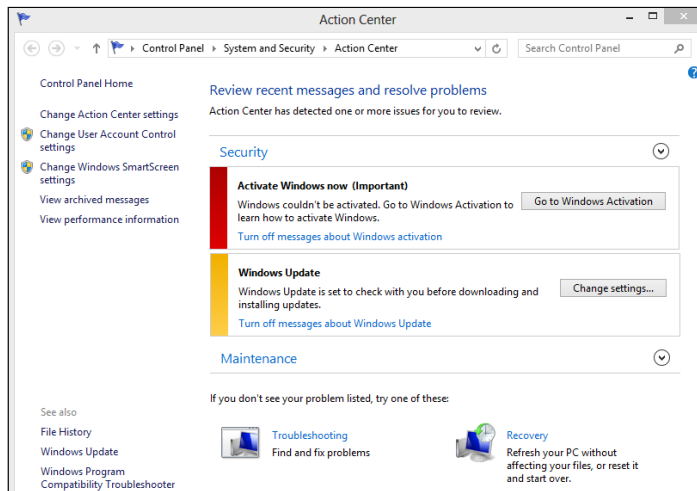 Action Center
Control Panel
System and Security
Action Center
Search Control Panel
Control Panel Home
Change Action Center settings
Change User Account Control
settings
Change Windows SmartScreen
settings
View archived messages
View performance information
See also
File History
Windows Update
Windows Program
Compatibility Troubleshooter
Review recent messages and resolve problems
Action Center has detected one or more issues for you to review.
Security
Activate Windows now (Important)
Windows couldn't be activated. Go to Windows Activation to
learn how to activate Windows.
Go to Windows Activation
Turn off messages about Windows activation
Windows Update
Windows Update is set to check with you before downloading and
installing updates.
Change settings...
Turn off messages about Windows Update
Maintenance
If you don't see your problem listed, try one of these:
Troubleshooting
Find and fix problems
Recovery
Refresh your PC without
affecting your files, or reset it
and start over.